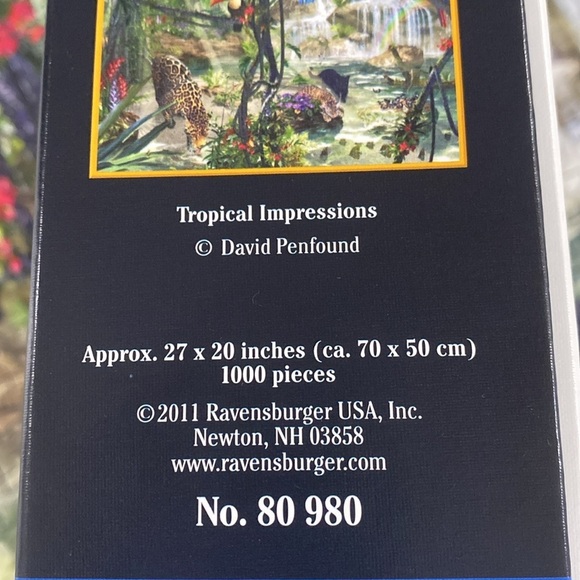 Tropical Impressions
© David Penfound
Approx. 27 x 20 inches (ca. 70 x 50 cm)
1000 pieces
©2011 Ravensburger USA, Inc.
Newton, NH 03858
www.ravensburger.com
No. 80 980